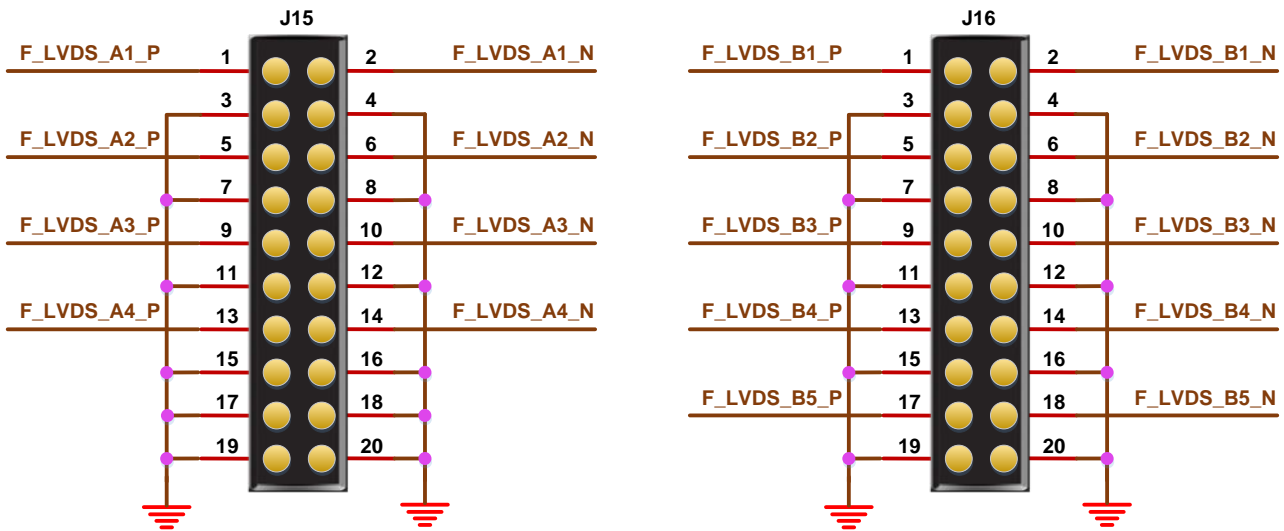 J15 J16
F_LVDS_A1_P 1 2 F_LVDS_A1_N F_LVDS_B1_P 1 2 F_LVDS_B1_N
3 4 3 4
F_LVDS_A2_P 5 6 F_LVDS_A2_N F_LVDS_B2_P 5 6 F_LVDS_B2_N
7 8 7 8
F_LVDS_A3_P 9 10 F_LVDS_A3_N F_LVDS_B3_P 9 10 F_LVDS_B3_N
11 12 11 12
F_LVDS_A4_P 13 14 F_LVDS_A4_N F_LVDS_B4_P 13 14 F_LVDS_B4_N
15 16 15 16
17 18 F_LVDS_B5_P 17 18 F_LVDS_B5_N
19 20 19 20